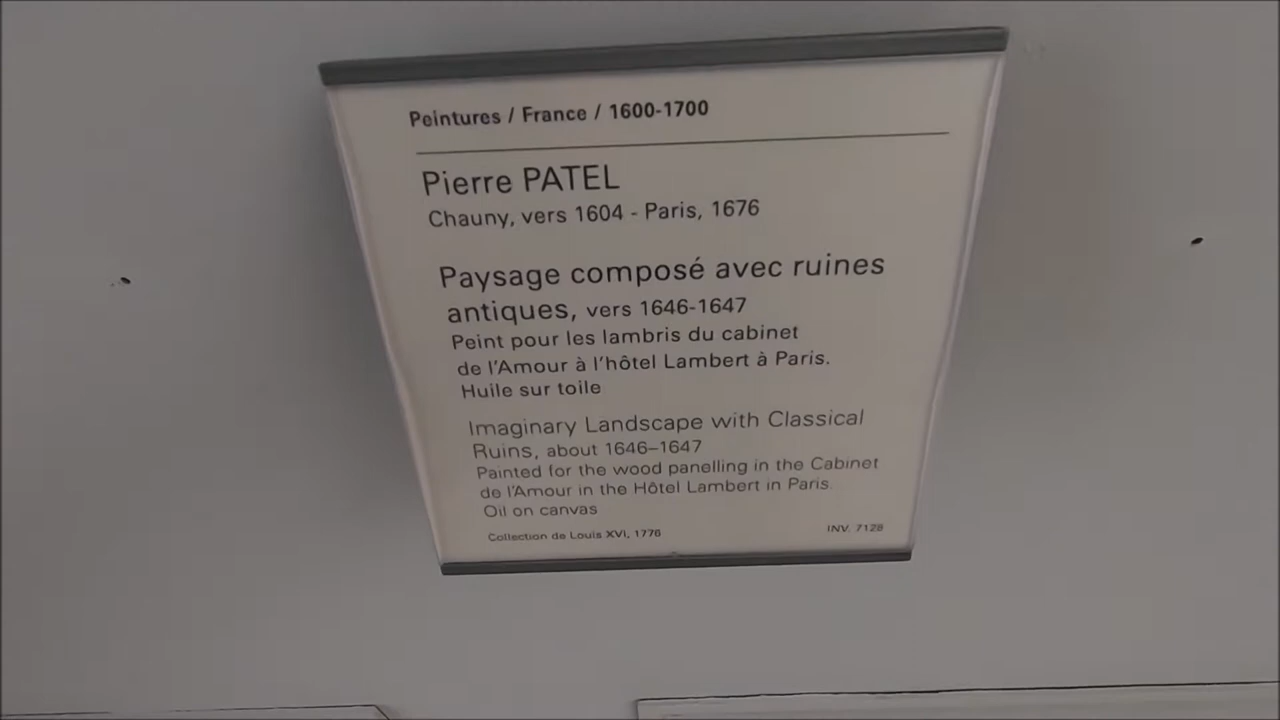 Peintures / France / 1600-1700
Pierre PATEL
Chauny, vers 1604 - Paris, 1676
Paysage composé avec ruines
antiques, vers 1646-1647
Peint pour les lambris du cabinet
de l'Amour à l'hôtel Lambert à Paris.
Huile sur toile
Imaginary Landscape with Classical
Ruins, about 1646–1647
Painted for the wood panelling in the Cabinet
de l'Amour in the Hôtel Lambert in Paris.
Oil on canvas
Collection de Louis XVI, 1776 INV. 7128